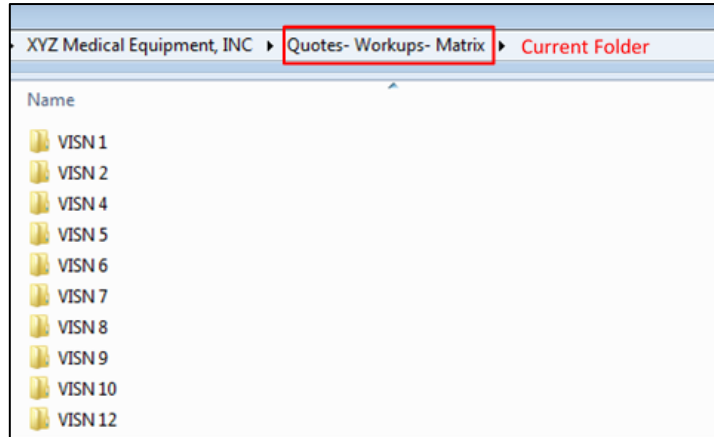 XYZ Medical Equipment, INC Quotes- Workups- Matrix Current Folder
Name
VISN 1
VISN 2
VISN 4
VISN 5
VISN 6
VISN 7
VISN 8
VISN 9
VISN 10
VISN 12